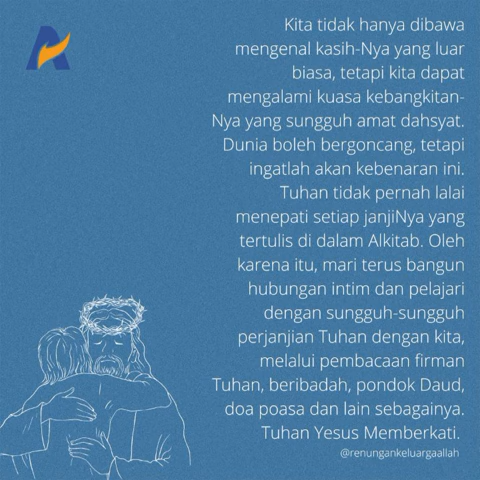 Kita tidak hanya dibawa
mengenal kasih-Nya yang luar
biasa, tetapi kita dapat
mengalami kuasa kebangkitan-
Nya yang sungguh amat dahsyat.
Dunia boleh bergoncang, tetapi
ingatlah akan kebenaran ini.
Tuhan tidak pernah lalai
menepati setiap janjiNya yang
tertulis di dalam Alkitab. Oleh
karena itu, mari terus bangun
hubungan intim dan pelajari
dengan sungguh-sungguh
perjanjian Tuhan dengan kita,
melalui pembacaan firman
Tuhan, beribadah, pondok Daud,
doa poasa dan lain sebagainya.
Tuhan Yesus Memberkati.
@renungankeluargaallah